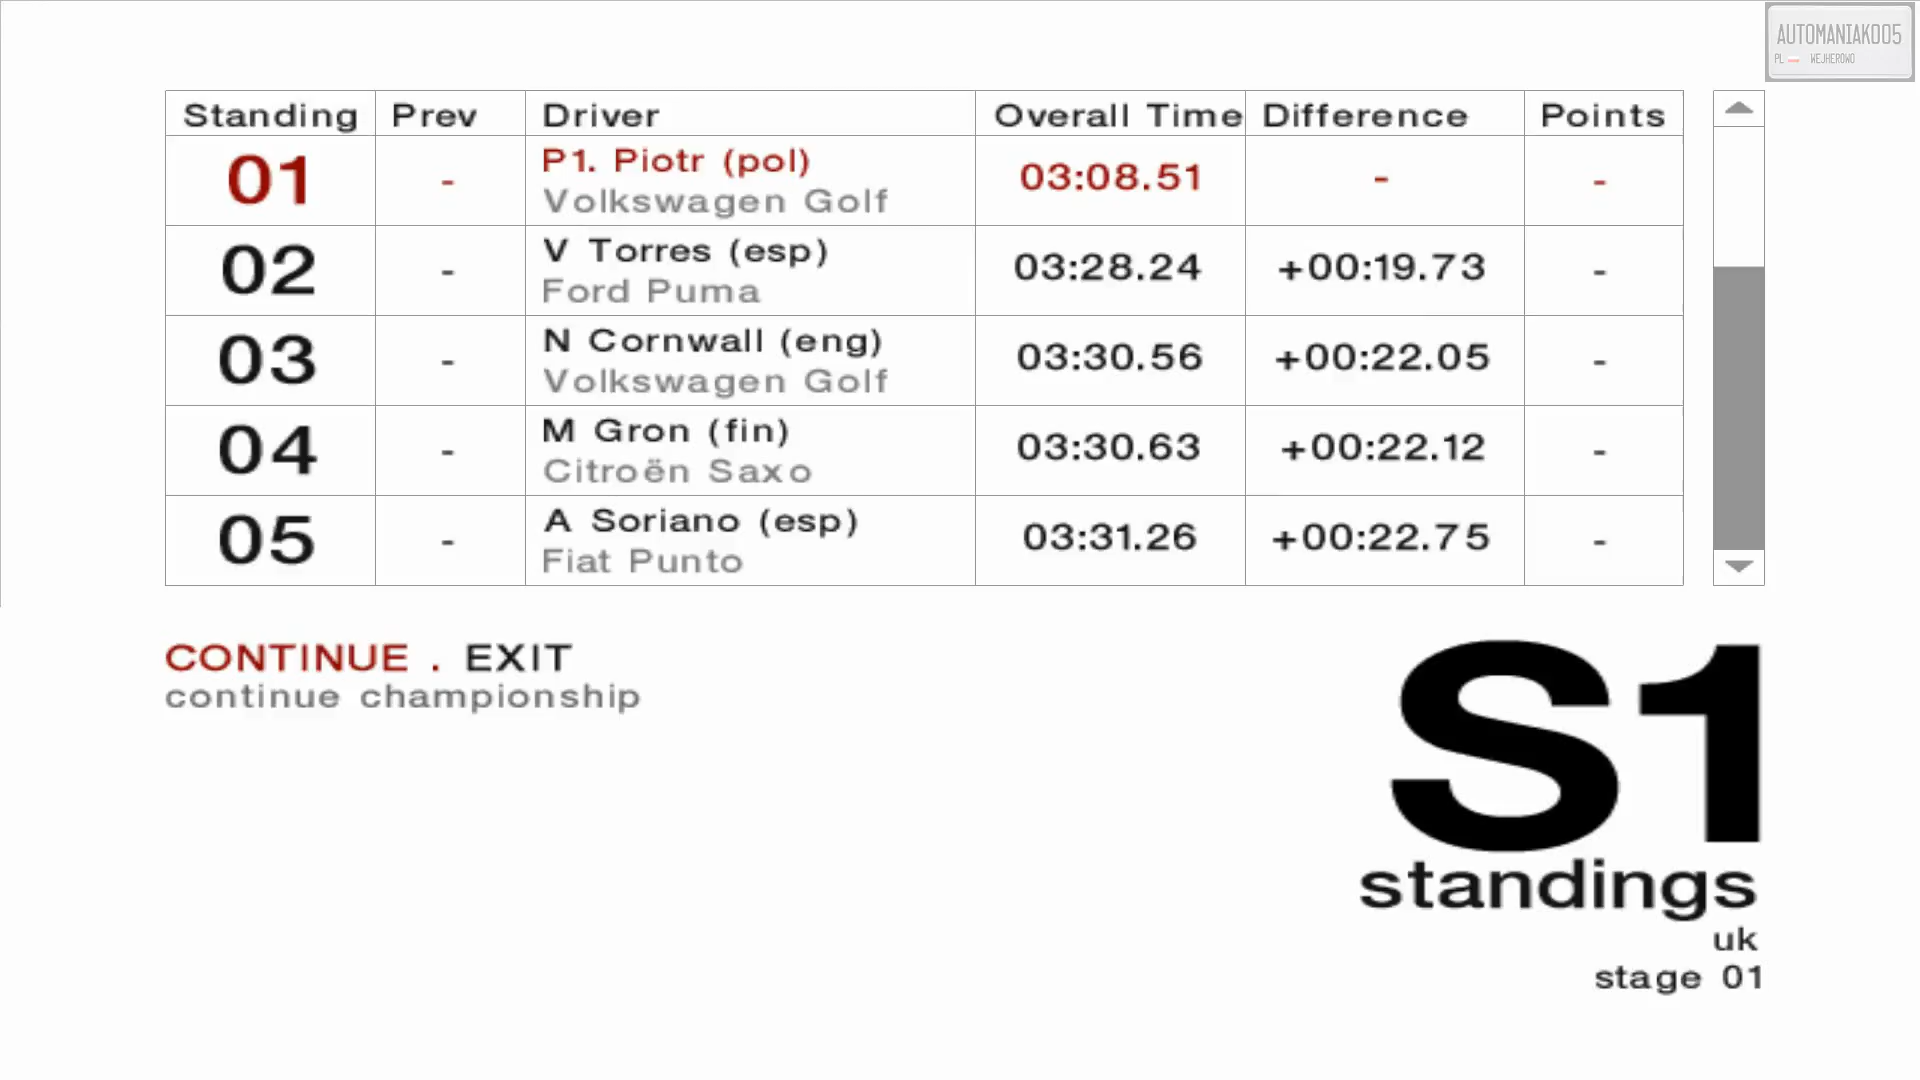 AUTOMANIAK005
PL WEJHEROWO
Standing Prev Driver Overall Time Difference Points
01 - P1. Piotr (pol) 03:08.51 - -
Volkswagen Golf
02 - V Torres (esp) 03:28.24 +00:19.73 -
Ford Puma
03 - N Cornwall (eng) 03:30.56 +00:22.05 -
Volkswagen Golf
04 - M Gron (fin) 03:30.63 +00:22.12 -
Citroën Saxo
05 - A Soriano (esp) 03:31.26 +00:22.75 -
Fiat Punto
CONTINUE . EXIT
continue championship
S1
standings
uk
stage 01